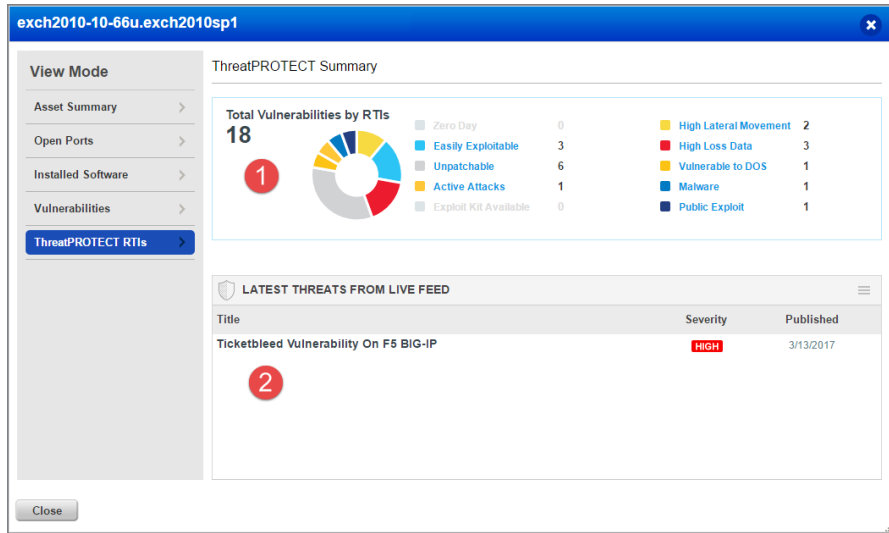 exch2010-10-66u.exch2010sp1
View Mode
Asset Summary
Open Ports
Installed Software
Vulnerabilities
ThreatPROTECT RTIs
ThreatPROTECT Summary
Total Vulnerabilities by RTIs
18
1
Zero Day 0
Easily Exploitable 3
Unpatchable 6
Active Attacks 1
Exploit Kit Available 0
High Lateral Movement 2
High Loss Data 3
Vulnerable to DOS 1
Malware 1
Public Exploit 1
LATEST THREATS FROM LIVE FEED
Title Severity Published
Ticketbleed Vulnerability On F5 BIG-IP HIGH 3/13/2017
2
Close